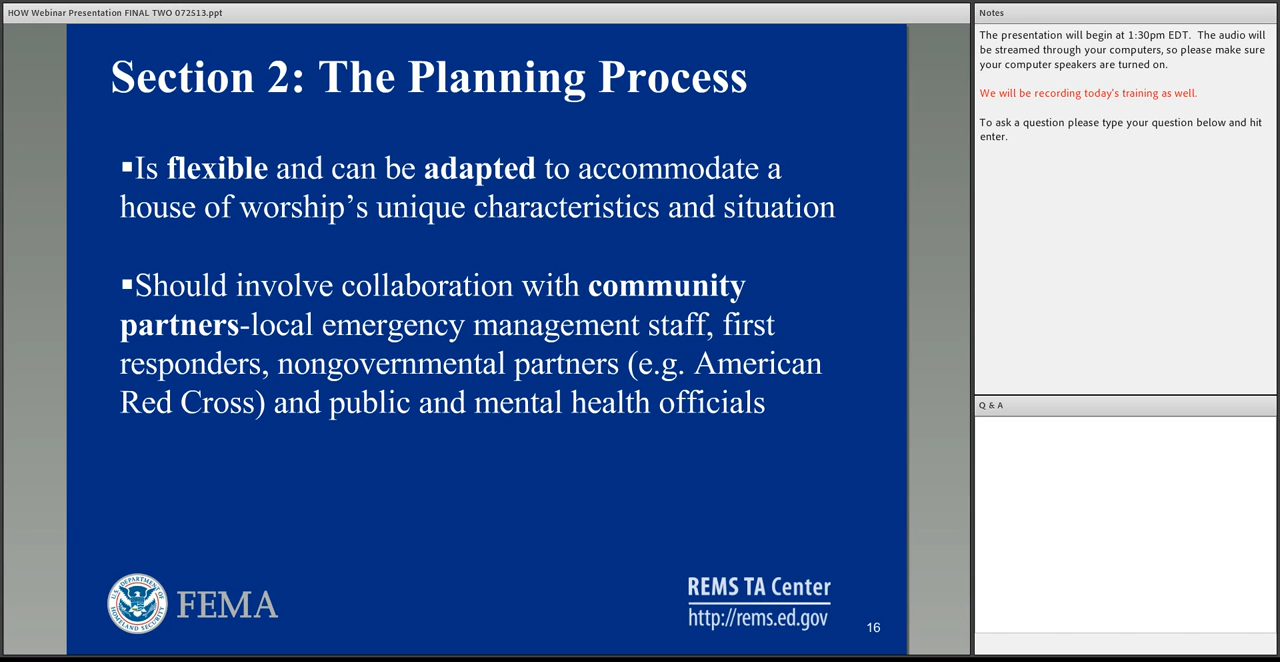 HOW Webinar Presentation FINAL TWO 072513.ppt
Section 2: The Planning Process
▪Is flexible and can be adapted to accommodate a
house of worship’s unique characteristics and situation
▪Should involve collaboration with community
partners-local emergency management staff, first
responders, nongovernmental partners (e.g. American
Red Cross) and public and mental health officials
U.S. DEPARTMENT OF
HOMELAND SECURITY
FEMA
REMS TA Center
http://rems.ed.gov
16
Notes
The presentation will begin at 1:30pm EDT.  The audio will
be streamed through your computers, so please make sure
your computer speakers are turned on.
We will be recording today's training as well.
To ask a question please type your question below and hit
enter.
Q & A